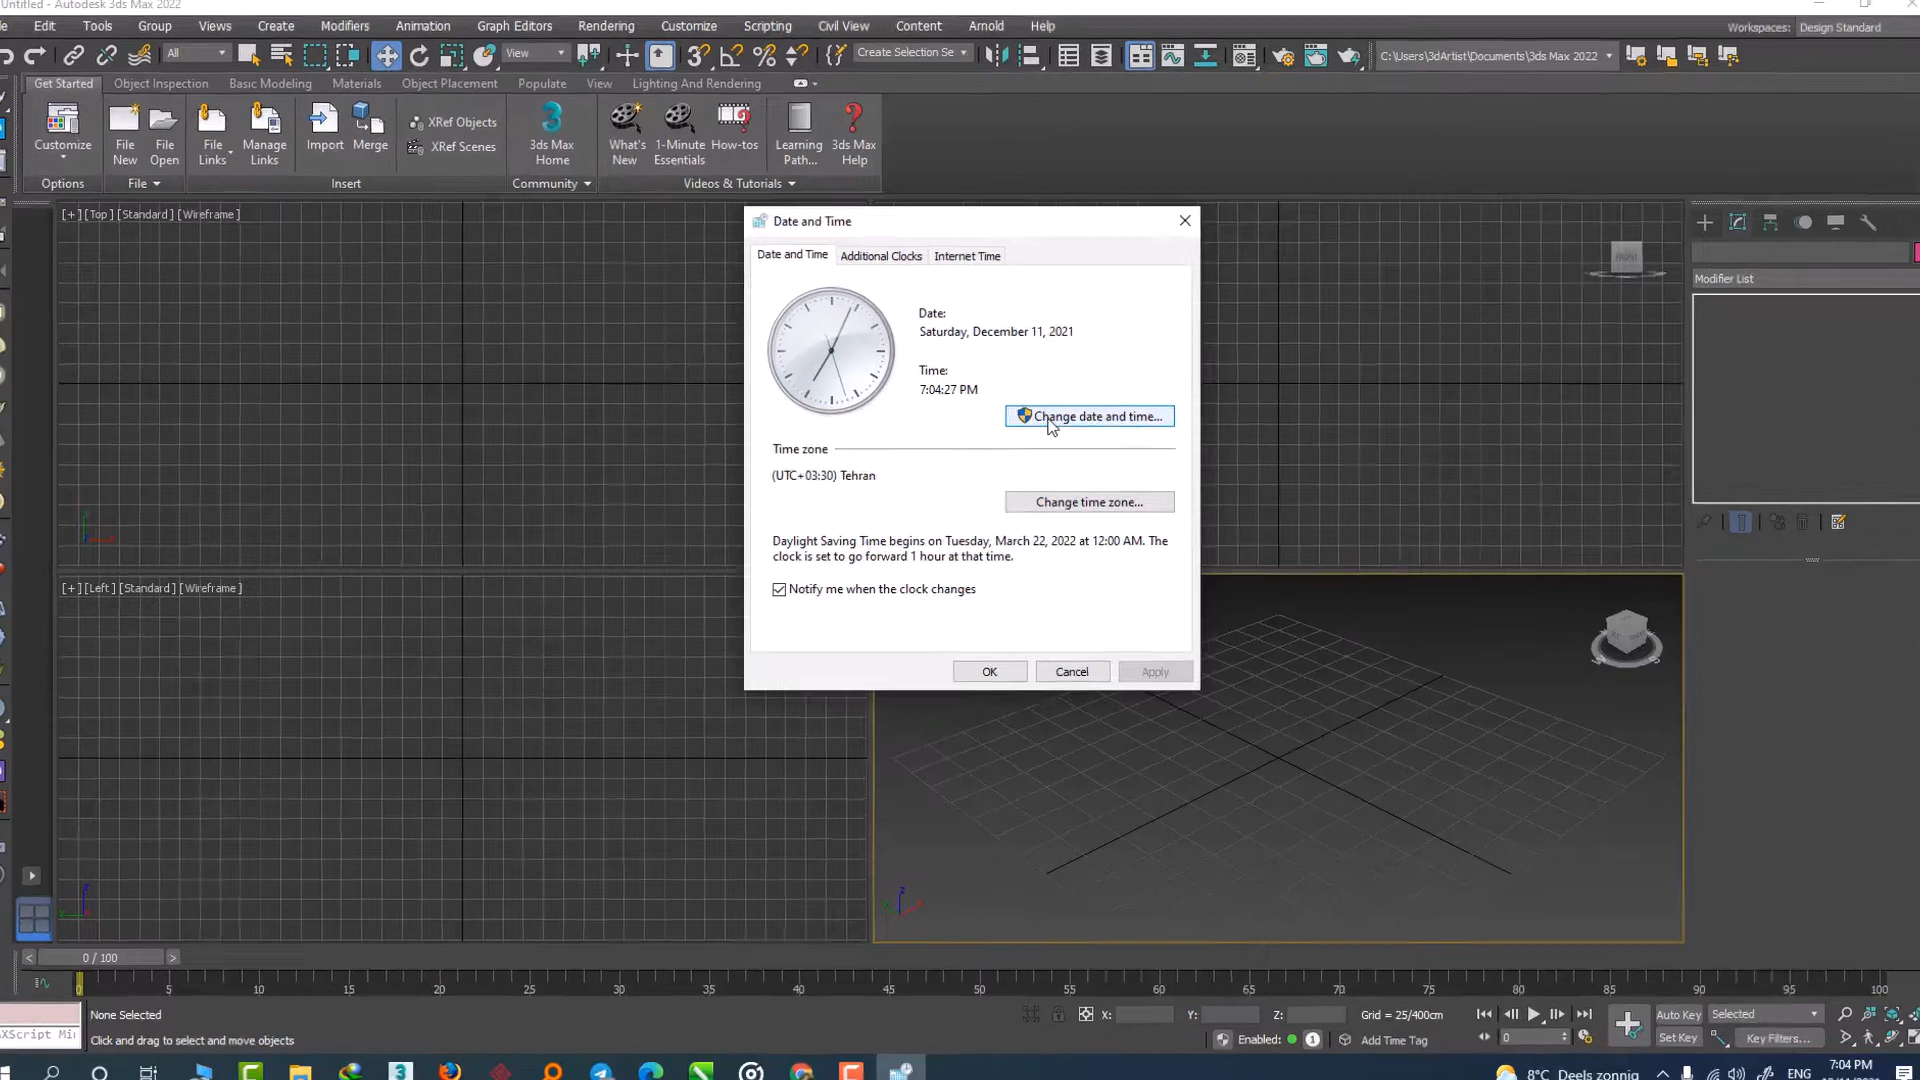 Untitled - Autodesk 3ds Max 2022
Edit Tools Group Views Create Modifiers Animation Graph Editors Rendering Customize Scripting Civil View Content Arnold Help
Workspaces: Design Standard
All View Create Selection Se C:\Users\3dArtist\Documents\3ds Max 2022
Get Started Object Inspection Basic Modeling Materials Object Placement Populate View Lighting And Rendering
Customize
File New
File Open
File Links
Manage Links
Import
Merge
XRef Objects
XRef Scenes
3ds Max Home
What's New
1-Minute Essentials
How-tos
Learning Path...
3ds Max Help
Options File Insert Community Videos & Tutorials
[+] [Top] [Standard] [Wireframe]
FRONT
Modifier List
Date and Time
Date and Time Additional Clocks Internet Time
Date:
Saturday, December 11, 2021
Time:
7:04:27 PM
Change date and time...
Time zone
(UTC+03:30) Tehran
Change time zone...
Daylight Saving Time begins on Tuesday, March 22, 2022 at 12:00 AM. The
clock is set to go forward 1 hour at that time.
Notify me when the clock changes
OK Cancel Apply
[+] [Left] [Standard] [Wireframe]
< 0 / 100 >
0 5 10 15 20 25 30 35 40 45 50 55 60 65 70 75 80 85 90 95 100
None Selected
X: Y: Z: Grid = 25/400cm
Auto Key Selected
AXScript Mi
Click and drag to select and move objects
Enabled: 1 Add Time Tag
0
Set Key Key Filters...
8°C Deels zonnig ENG 7:04 PM